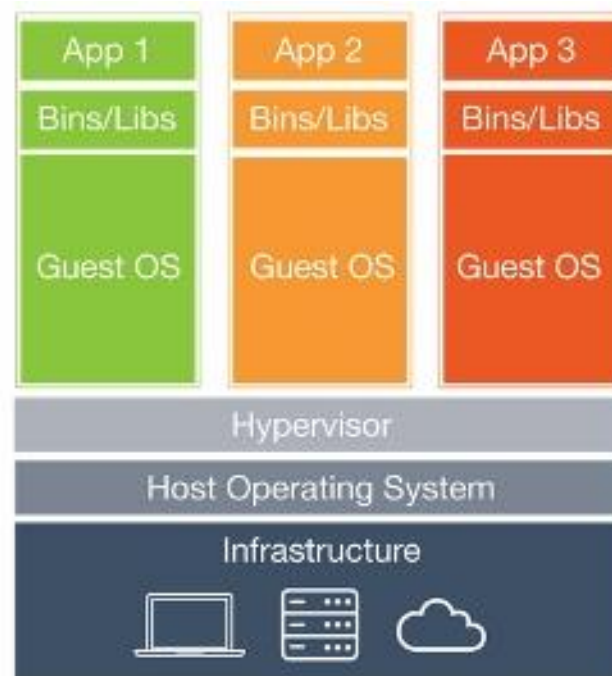 App 1 App 2 App 3
Bins/Libs Bins/Libs Bins/Libs
Guest OS Guest OS Guest OS
Hypervisor
Host Operating System
Infrastructure